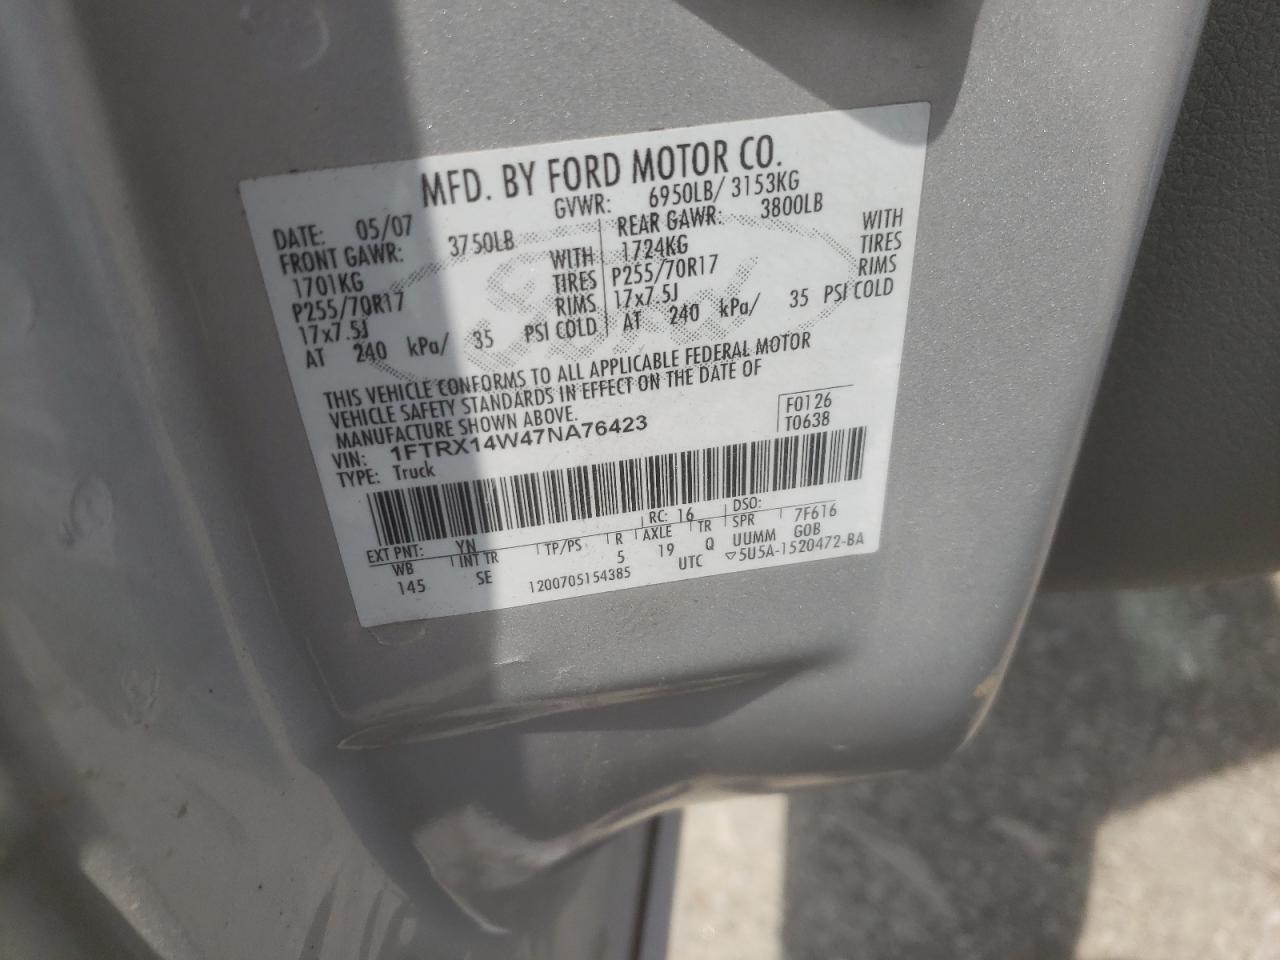 MFD. BY FORD MOTOR CO.
DATE: 05/07 GVWR: 6950LB/ 3153KG
FRONT GAWR: 3750LB REAR GAWR: 3800LB
1701KG WITH 1724KG WITH
P255/70R17 TIRES P255/70R17 TIRES
17x7.5J RIMS 17x7.5J RIMS
AT 240 kPa/ 35 PSI COLD AT 240 kPa/ 35 PSI COLD
THIS VEHICLE CONFORMS TO ALL APPLICABLE FEDERAL MOTOR
VEHICLE SAFETY STANDARDS IN EFFECT ON THE DATE OF
MANUFACTURE SHOWN ABOVE.
VIN: 1FTRX14W47NA76423 F0126
TYPE: Truck T0638
EXT PNT: YN RC: 16 DSO:
WB INT TR TP/PS R AXLE TR SPR 7F616
145 SE 5 19 Q UUMM GOB
1200705154385 UTC ▽5U5A-1520472-BA